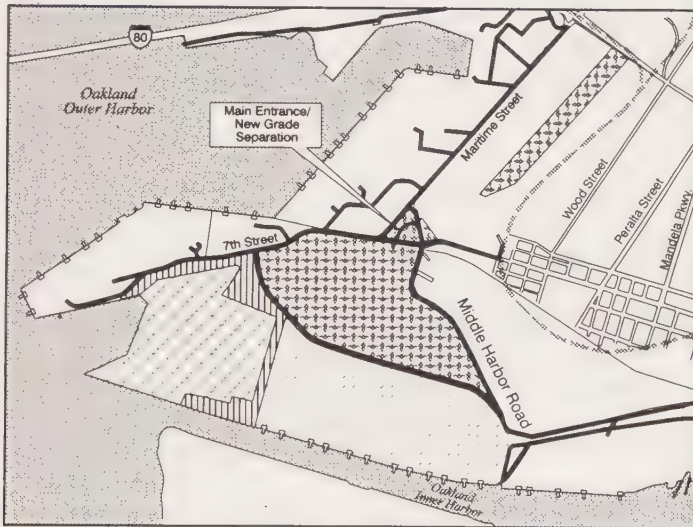 80
Oakland
Outer Harbor
Main Entrance/
New Grade
Separation
Maritime Street
Wood Street
Peralta Street
Mandela Pkwy.
7th Street
Middle Harbor Road
Oakland
Inner Harbor